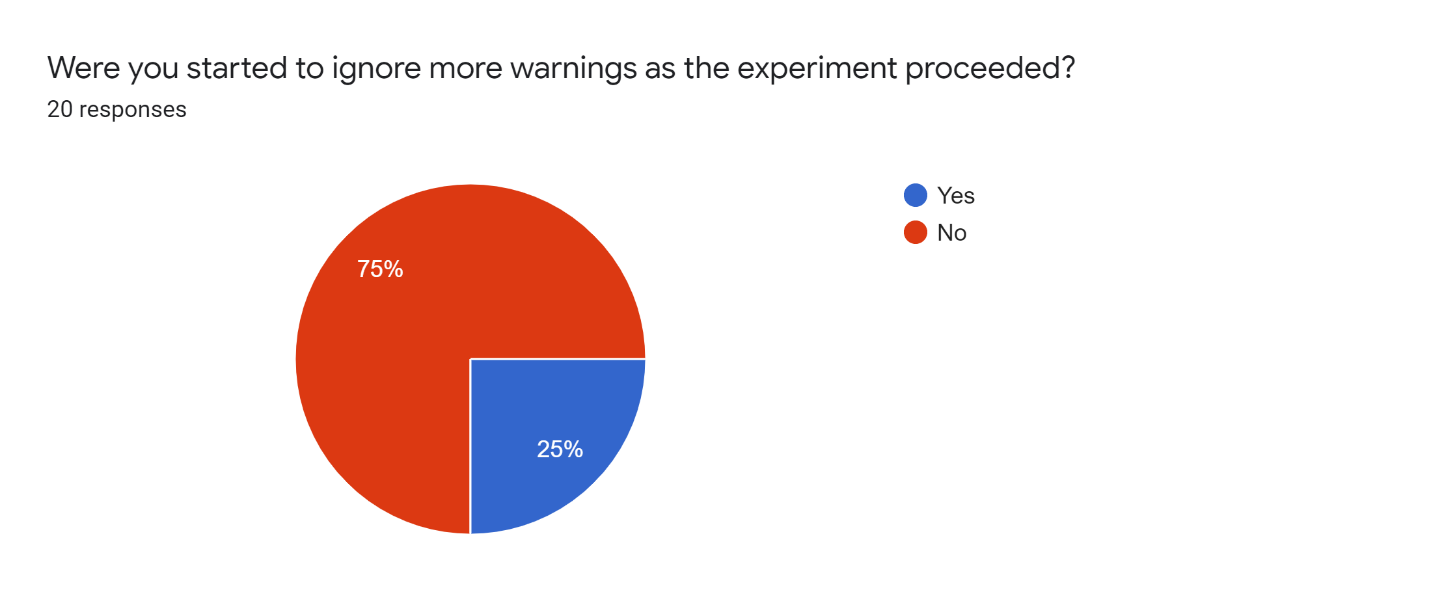 Were you started to ignore more warnings as the experiment proceeded?
20 responses
Yes
No
75%
25%